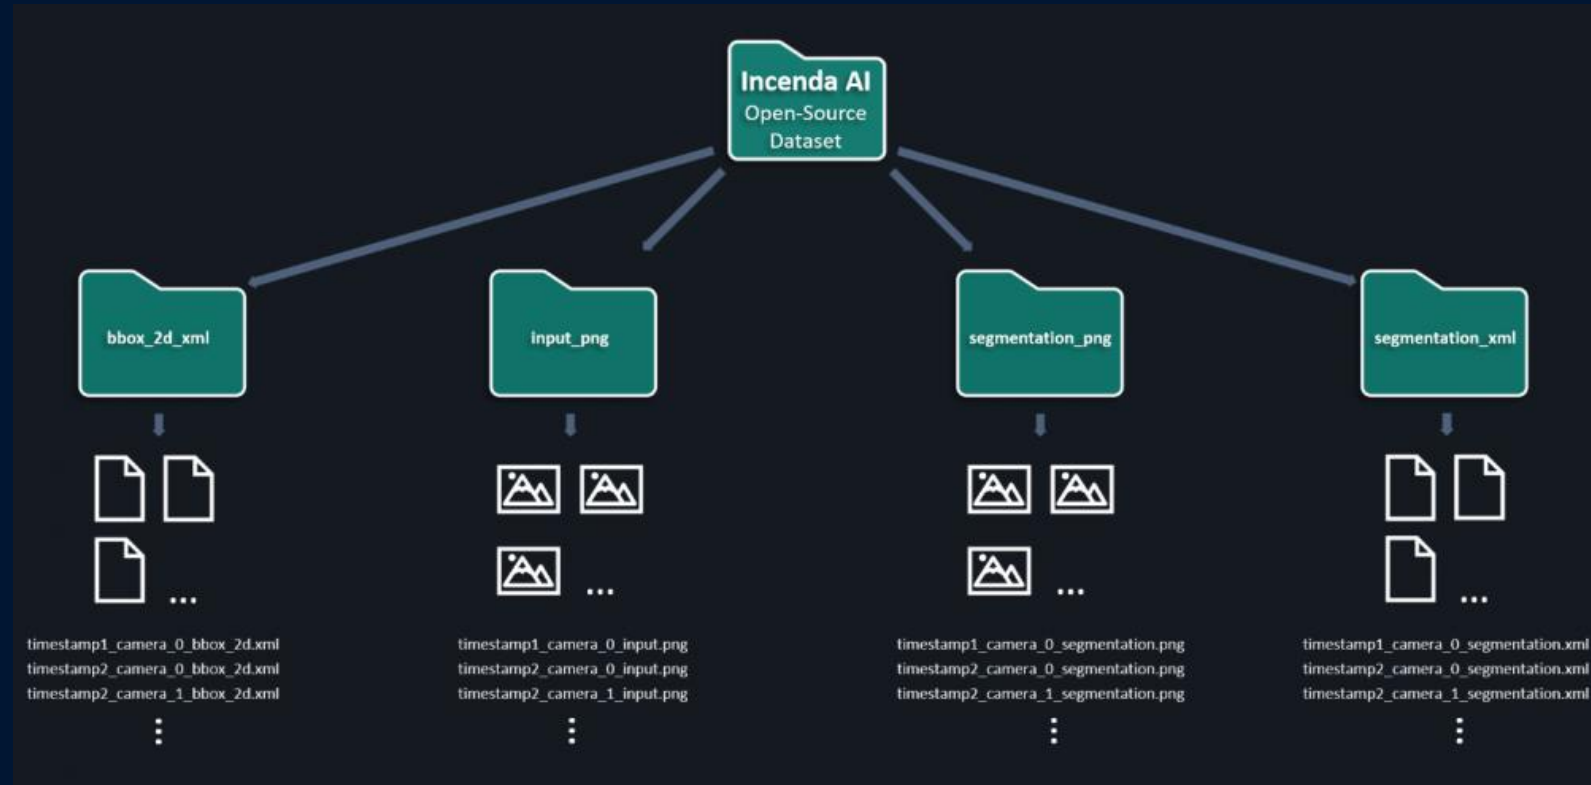 Incenda AI
Open-Source
Dataset
bbox_2d_xml
input_png
segmentation_png
segmentation_xml
...
...
...
...
timestamp1_camera_0_bbox_2d.xml
timestamp2_camera_0_bbox_2d.xml
timestamp2_camera_1_bbox_2d.xml
timestamp1_camera_0_input.png
timestamp2_camera_0_input.png
timestamp2_camera_1_input.png
timestamp1_camera_0_segmentation.png
timestamp2_camera_0_segmentation.png
timestamp2_camera_1_segmentation.png
timestamp1_camera_0_segmentation.xml
timestamp2_camera_0_segmentation.xml
timestamp2_camera_1_segmentation.xml